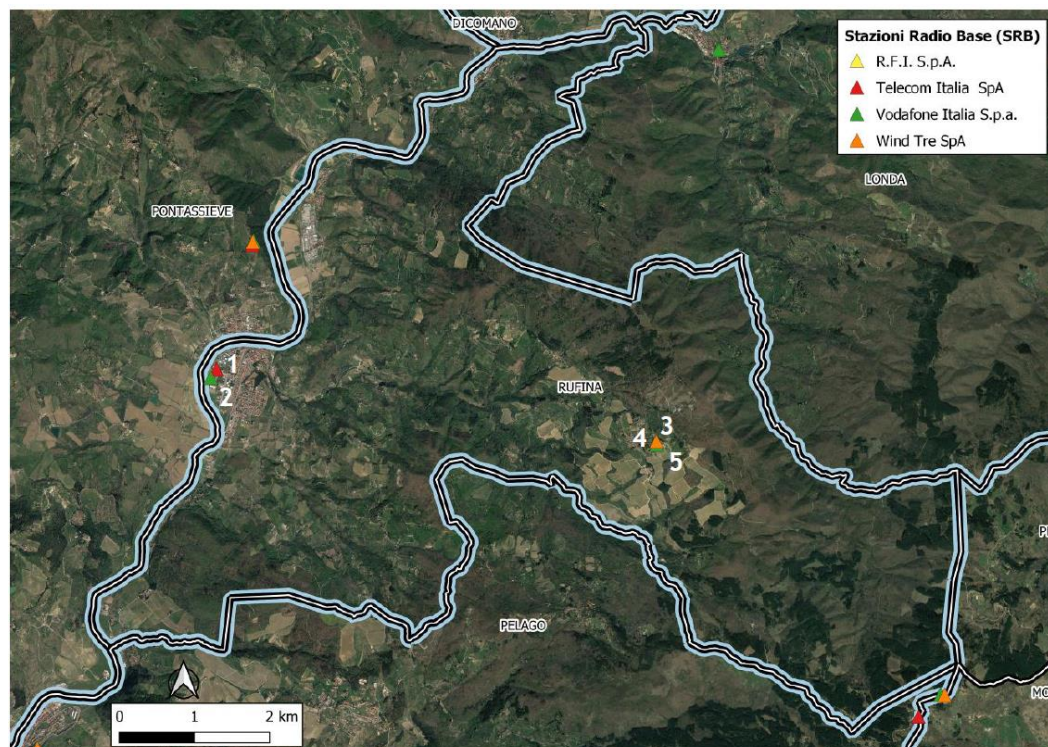 DICOMANO
Stazioni Radio Base (SRB)
R.F.I. S.p.A.
Telecom Italia SpA
Vodafone Italia S.p.a.
Wind Tre SpA
LONDA
PONTASSIEVE
1
2
RUFINA
3
4
5
PELAGO
0 1 2 km